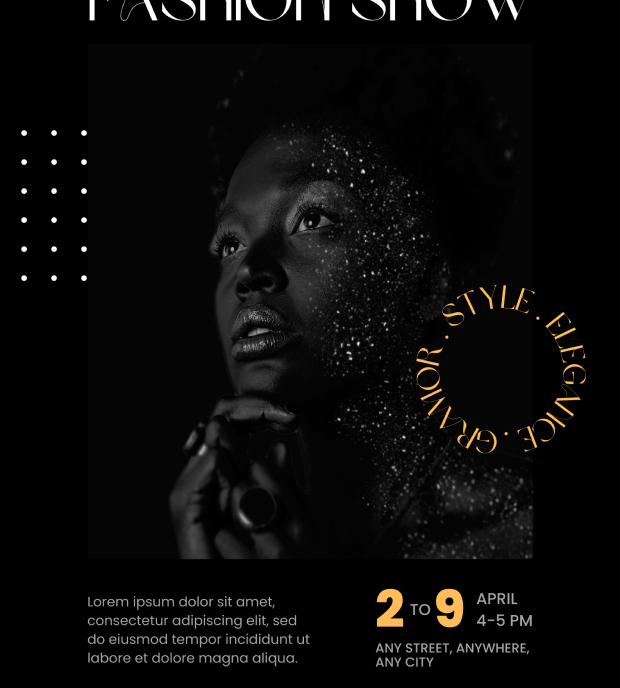 FASHION SHOW
STYLE . ELEGANCE . GRAMOR .
Lorem ipsum dolor sit amet,
consectetur adipiscing elit, sed
do eiusmod tempor incididunt ut
labore et dolore magna aliqua.
2 TO 9 APRIL
4-5 PM
ANY STREET, ANYWHERE,
ANY CITY